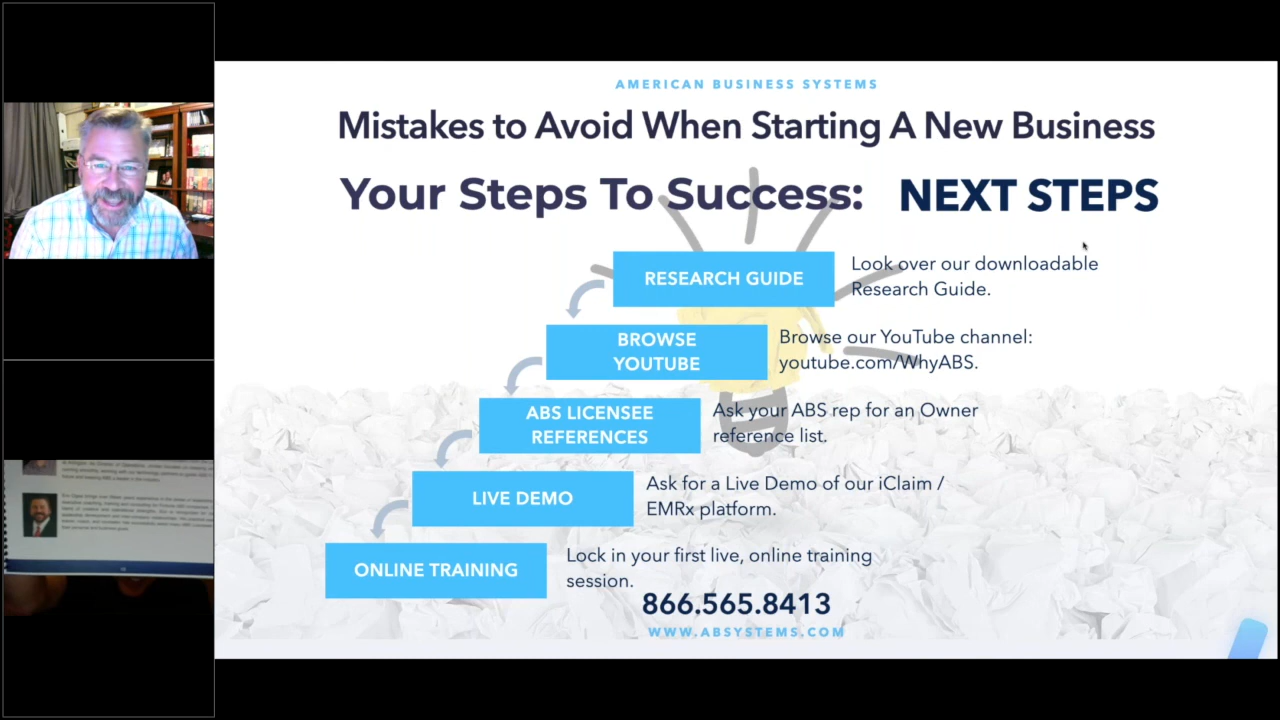 AMERICAN BUSINESS SYSTEMS
Mistakes to Avoid When Starting A New Business
Your Steps To Success: NEXT STEPS
RESEARCH GUIDE
Look over our downloadable
Research Guide.
BROWSE
YOUTUBE
Browse our YouTube channel:
youtube.com/WhyABS.
ABS LICENSEE
REFERENCES
Ask your ABS rep for an Owner
reference list.
LIVE DEMO
Ask for a Live Demo of our iClaim /
EMRx platform.
ONLINE TRAINING
Lock in your first live, online training
session.
866.565.8413
WWW.ABSYSTEMS.COM